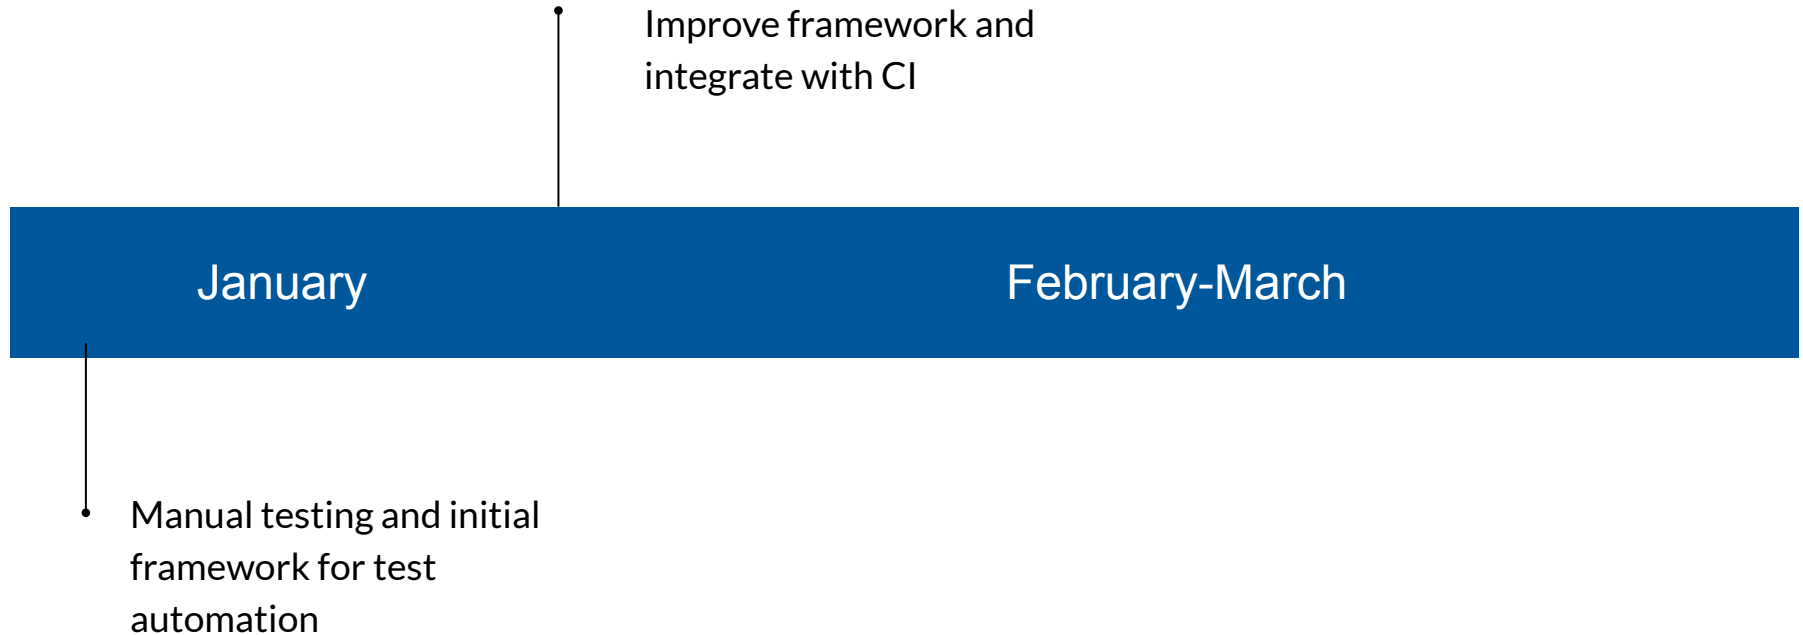 Improve framework and
integrate with CI
January
February-March
Manual testing and initial
framework for test
automation